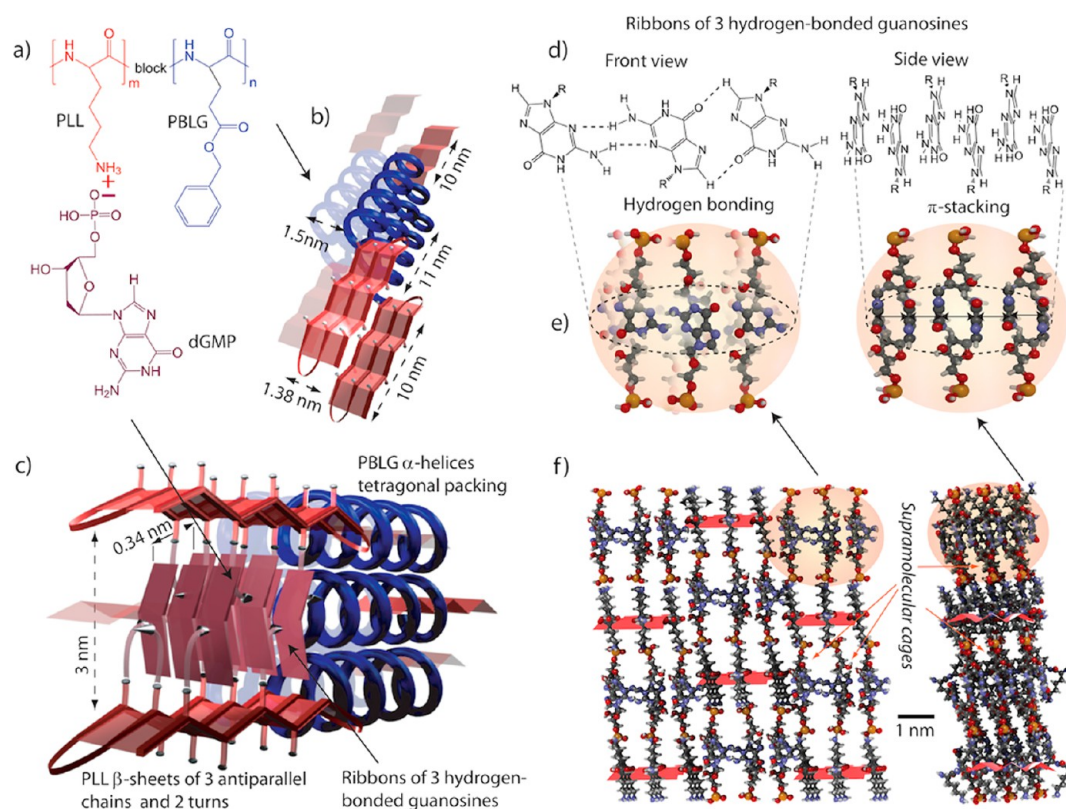 Ribbons of 3 hydrogen-bonded guanosines
a)
H
N
O
m
block
H
N
O
n
PLL
PBLG
O
O
NH3
+
−
O
HO
P
O
O
HO
O
H
N
N
N
O
NH
H2N
dGMP
b)
10 nm
1.5nm
11 nm
10 nm
1.38 nm
d)
Front view
Side view
Hydrogen bonding
π-stacking
e)
c)
PBLG α-helices
tetragonal packing
0.34 nm
3 nm
PLL β-sheets of 3 antiparallel
chains and 2 turns
Ribbons of 3 hydrogen-
bonded guanosines
f)
Supramolecular cages
1 nm